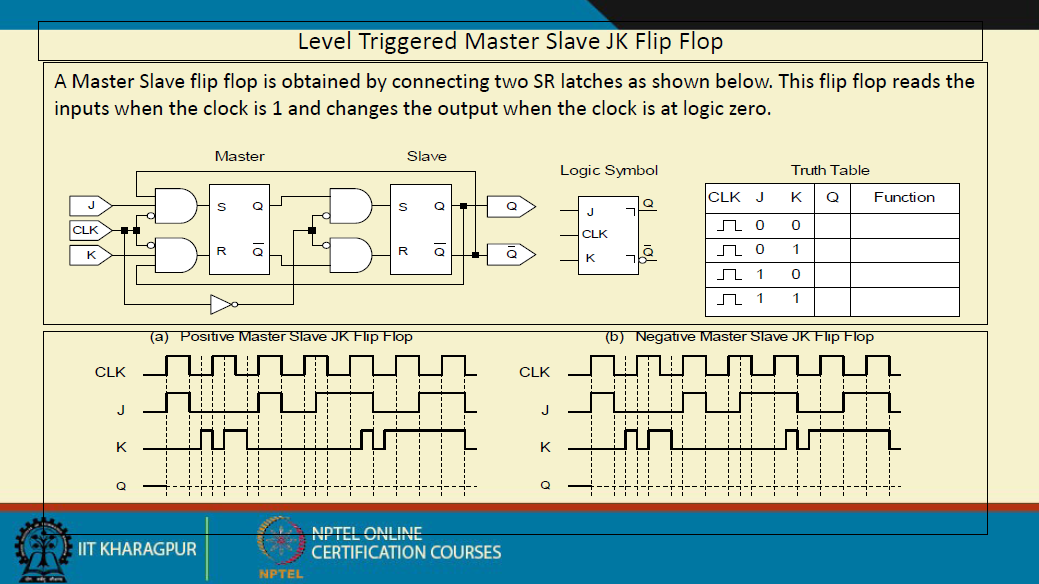 Level Triggered Master Slave JK Flip Flop
A Master Slave flip flop is obtained by connecting two SR latches as shown below. This flip flop reads the
inputs when the clock is 1 and changes the output when the clock is at logic zero.
Master
Slave
J
CLK
K
S Q
R Q̅
S Q
R Q̅
Q
Q̅
Logic Symbol
J Q
CLK
K Q̅
Truth Table
CLK J K Q Function
0 0
0 1
1 0
1 1
(a) Positive Master Slave JK Flip Flop
CLK
J
K
Q
(b) Negative Master Slave JK Flip Flop
CLK
J
K
Q
IIT KHARAGPUR
NPTEL
NPTEL ONLINE
CERTIFICATION COURSES